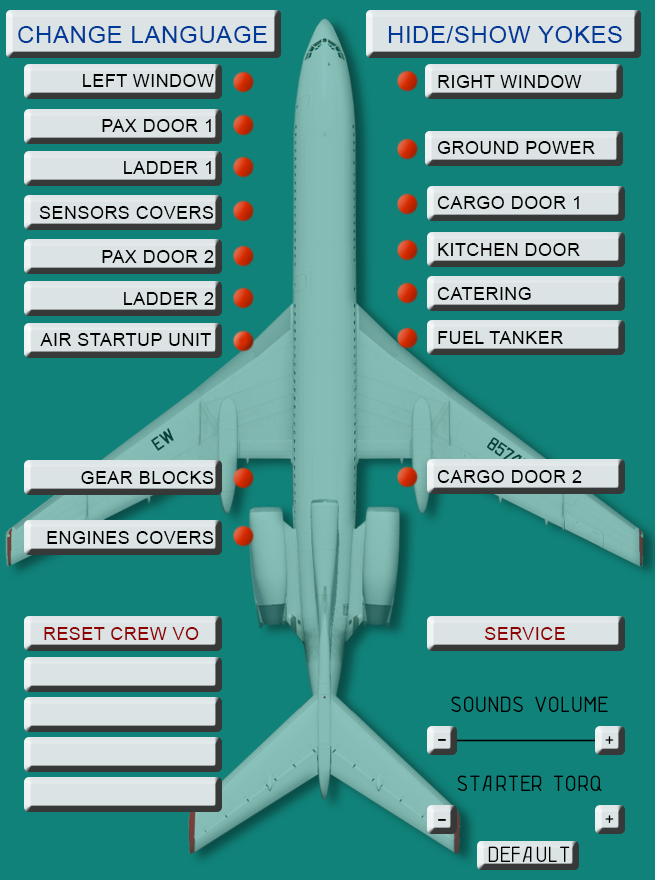 CHANGE LANGUAGE
HIDE/SHOW YOKES
LEFT WINDOW
RIGHT WINDOW
PAX DOOR 1
GROUND POWER
LADDER 1
SENSORS COVERS
CARGO DOOR 1
PAX DOOR 2
KITCHEN DOOR
LADDER 2
CATERING
AIR STARTUP UNIT
FUEL TANKER
EW
GEAR BLOCKS
CARGO DOOR 2
ENGINES COVERS
RESET CREW VO
SERVICE
SOUNDS VOLUME
- +
STARTER TORQ
- +
DEFAULT